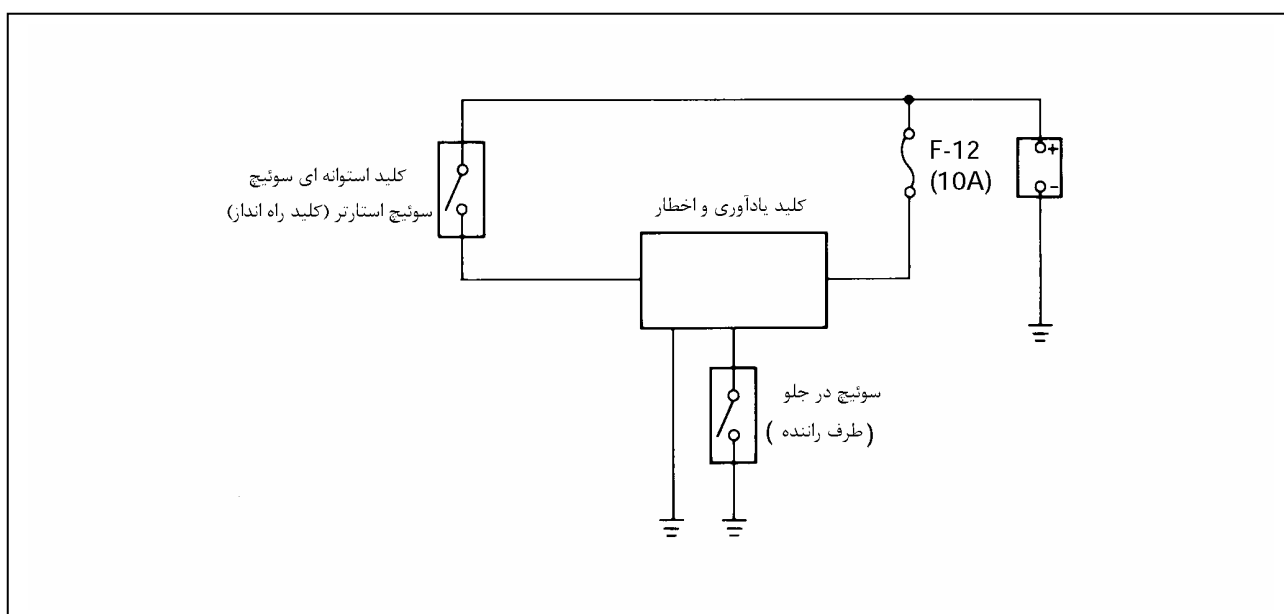 کلید استوانه ای سوئیچ
سوئیچ استارتر (کلید راه انداز)
کلید یادآوری و اخطار
F-12
(10A)
+
-
سوئیچ در جلو
(طرف راننده )